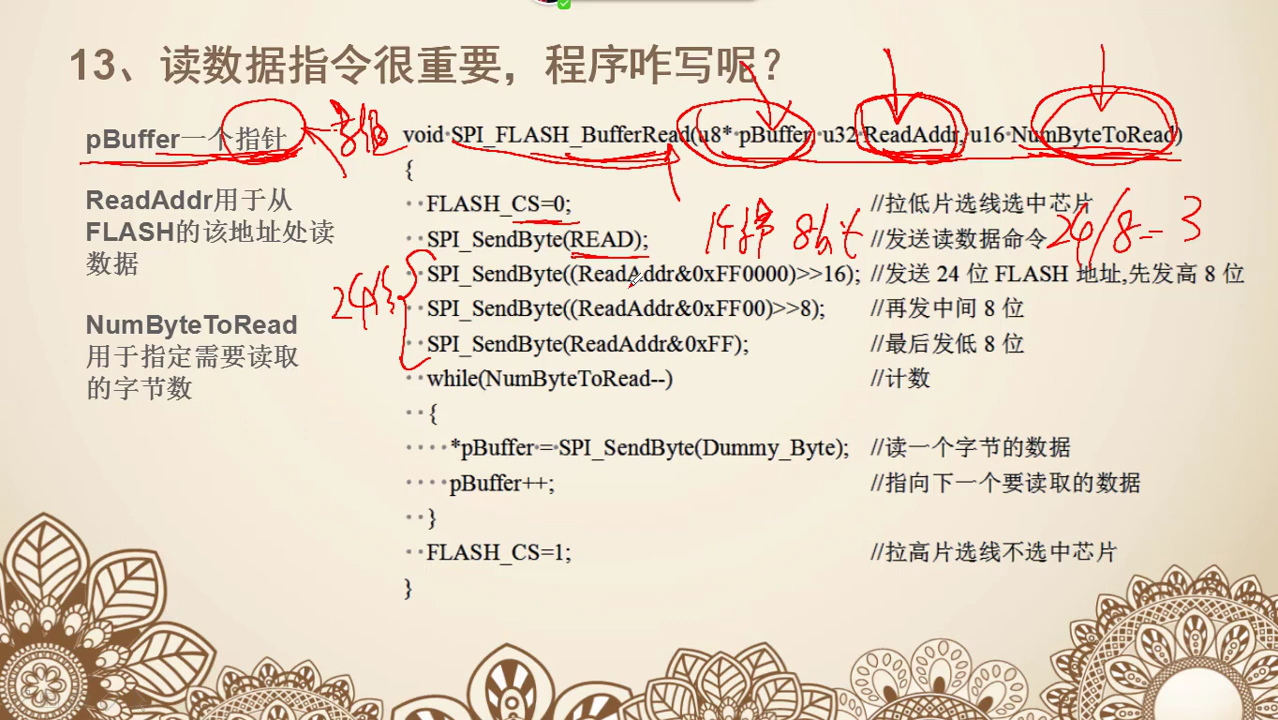 13、读数据指令很重要，程序咋写呢？
pBuffer一个指针
ReadAddr用于从
FLASH的该地址处读
数据
NumByteToRead
用于指定需要读取
的字节数
void SPI_FLASH_BufferRead(u8* pBuffer, u32 ReadAddr, u16 NumByteToRead)
{
FLASH_CS=0; //拉低片选线选中芯片
SPI_SendByte(READ); //发送读数据命令
SPI_SendByte((ReadAddr&0xFF0000)>>16); //发送 24 位 FLASH 地址,先发高 8 位
SPI_SendByte((ReadAddr&0xFF00)>>8); //再发中间 8 位
SPI_SendByte(ReadAddr&0xFF); //最后发低 8 位
while(NumByteToRead--) //计数
{
*pBuffer = SPI_SendByte(Dummy_Byte); //读一个字节的数据
pBuffer++; //指向下一个要读取的数据
}
FLASH_CS=1; //拉高片选线不选中芯片
}
24位
24/8=3